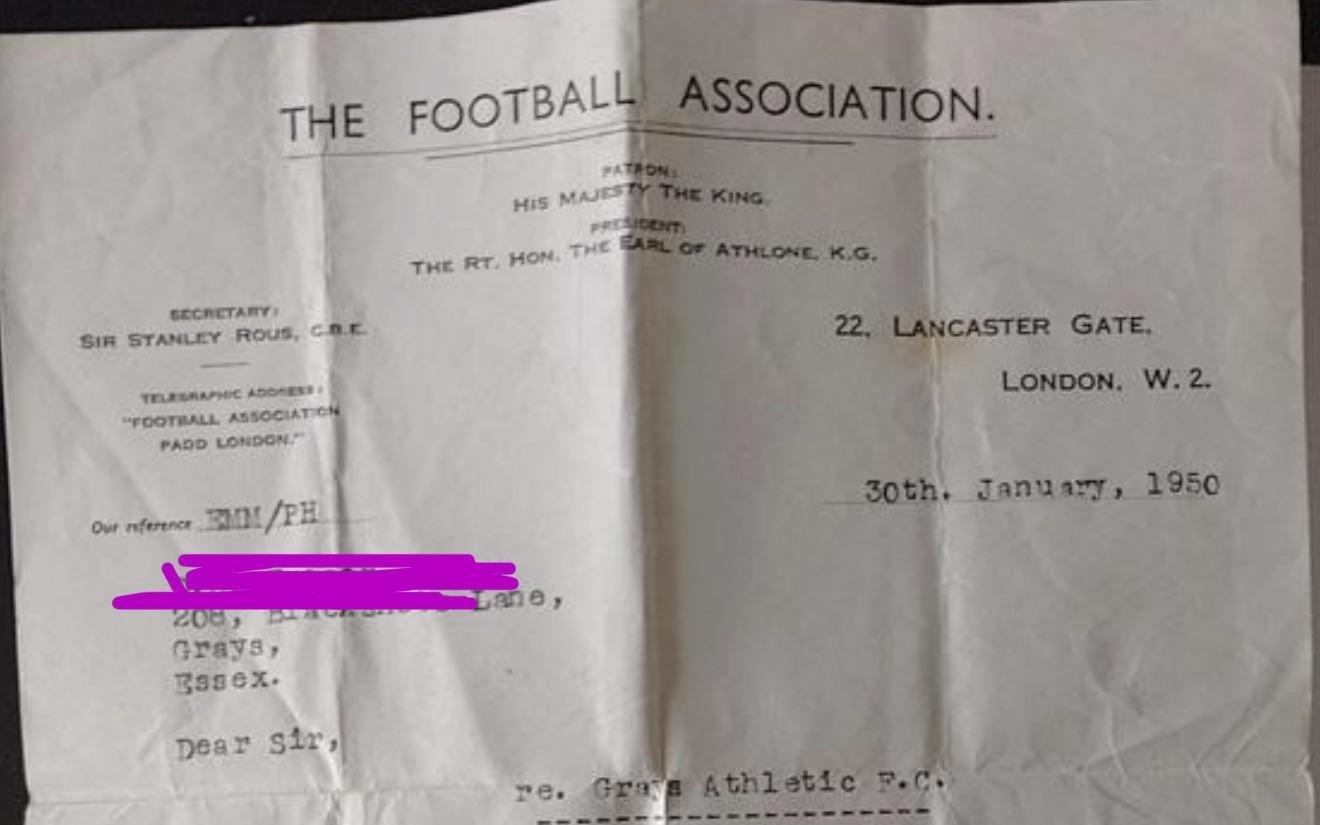 THE FOOTBALL ASSOCIATION.
PATRON:
HIS MAJESTY THE KING.
PRESIDENT:
THE RT. HON. THE EARL OF ATHLONE, K.G.
SECRETARY:
SIR STANLEY ROUS, C.B.E.
TELEGRAPHIC ADDRESS:
"FOOTBALL ASSOCIATION
PADD LONDON."
22, LANCASTER GATE,
LONDON, W.2.
30th. January, 1950
Our reference EMM/PH
208, Lane,
Grays,
Essex.
Dear Sir,
re. Grays Athletic F.C.